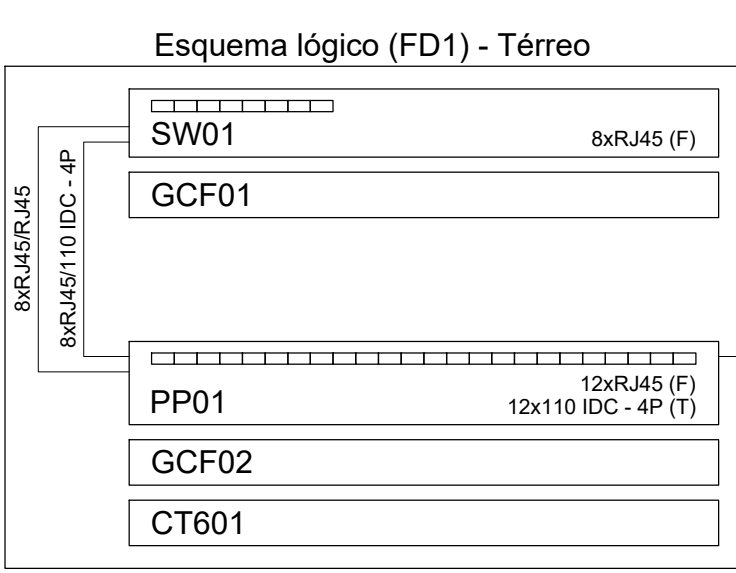 Esquema lógico (FD1) - Térreo
SW01
8xRJ45 (F)
GCF01
8xRJ45/RJ45
8xRJ45/110 IDC - 4P
PP01
12xRJ45 (F)
12x110 IDC - 4P (T)
GCF02
CT601